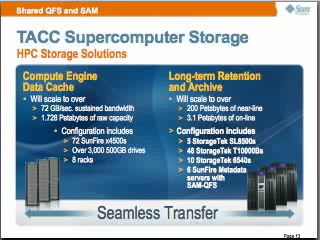 Shared QFS and SAM
Sun
TACC Supercomputer Storage
HPC Storage Solutions
Compute Engine
Data Cache
• Will scale to over
> 72 GB/sec. sustained bandwidth
> 1.728 Petabytes of raw capacity
• Configuration includes
> 72 SunFire x4500s
> Over 3,000 500GB drives
> 8 racks
Long-term Retention
and Archive
• Will scale to over
> 200 Petabytes of near-line
> 3.1 Petabytes of on-line
> Configuration includes
> 5 StorageTek SL8500s
> 48 StorageTek T10000Bs
> 10 StorageTek 6540s
> 6 SunFire Metadata
servers with
SAM-QFS
Seamless Transfer
Page 13